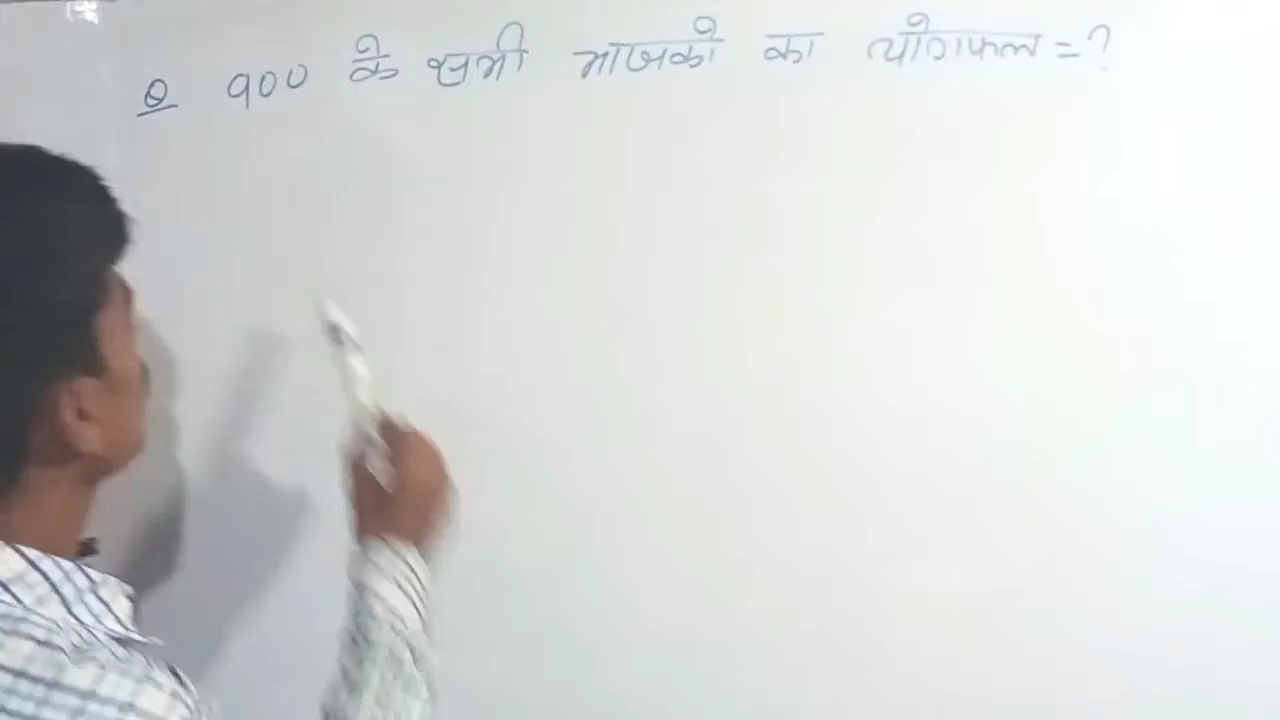 Q 900 के सभी भाजको का योगफल = ?